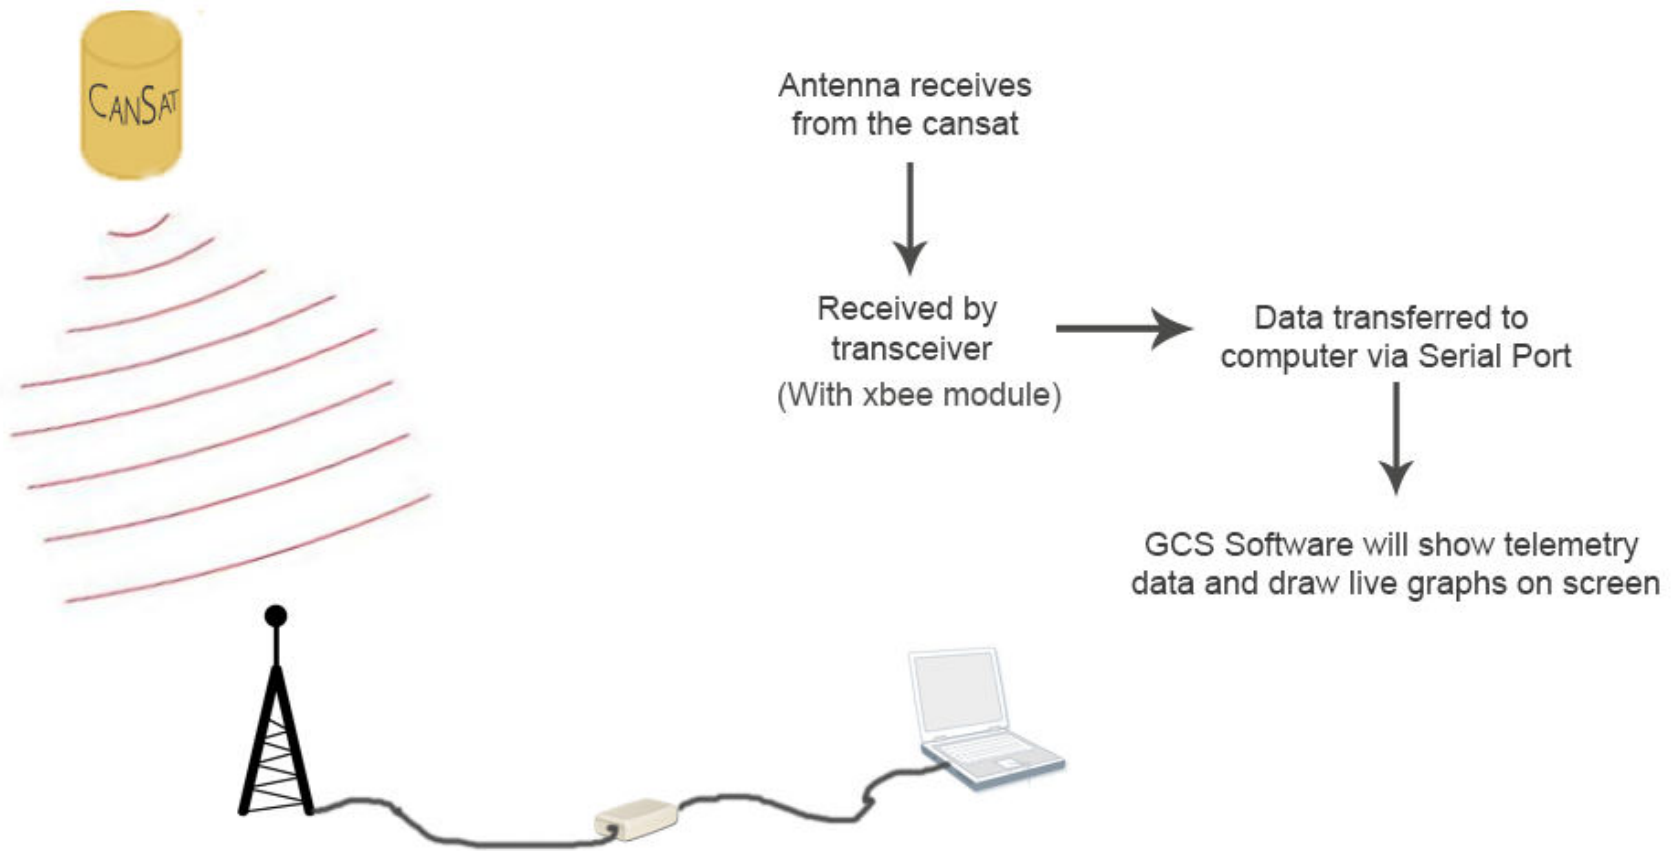 CANSAT
Antenna receives
from the cansat
Received by
transceiver
(With xbee module)
Data transferred to
computer via Serial Port
GCS Software will show telemetry
data and draw live graphs on screen